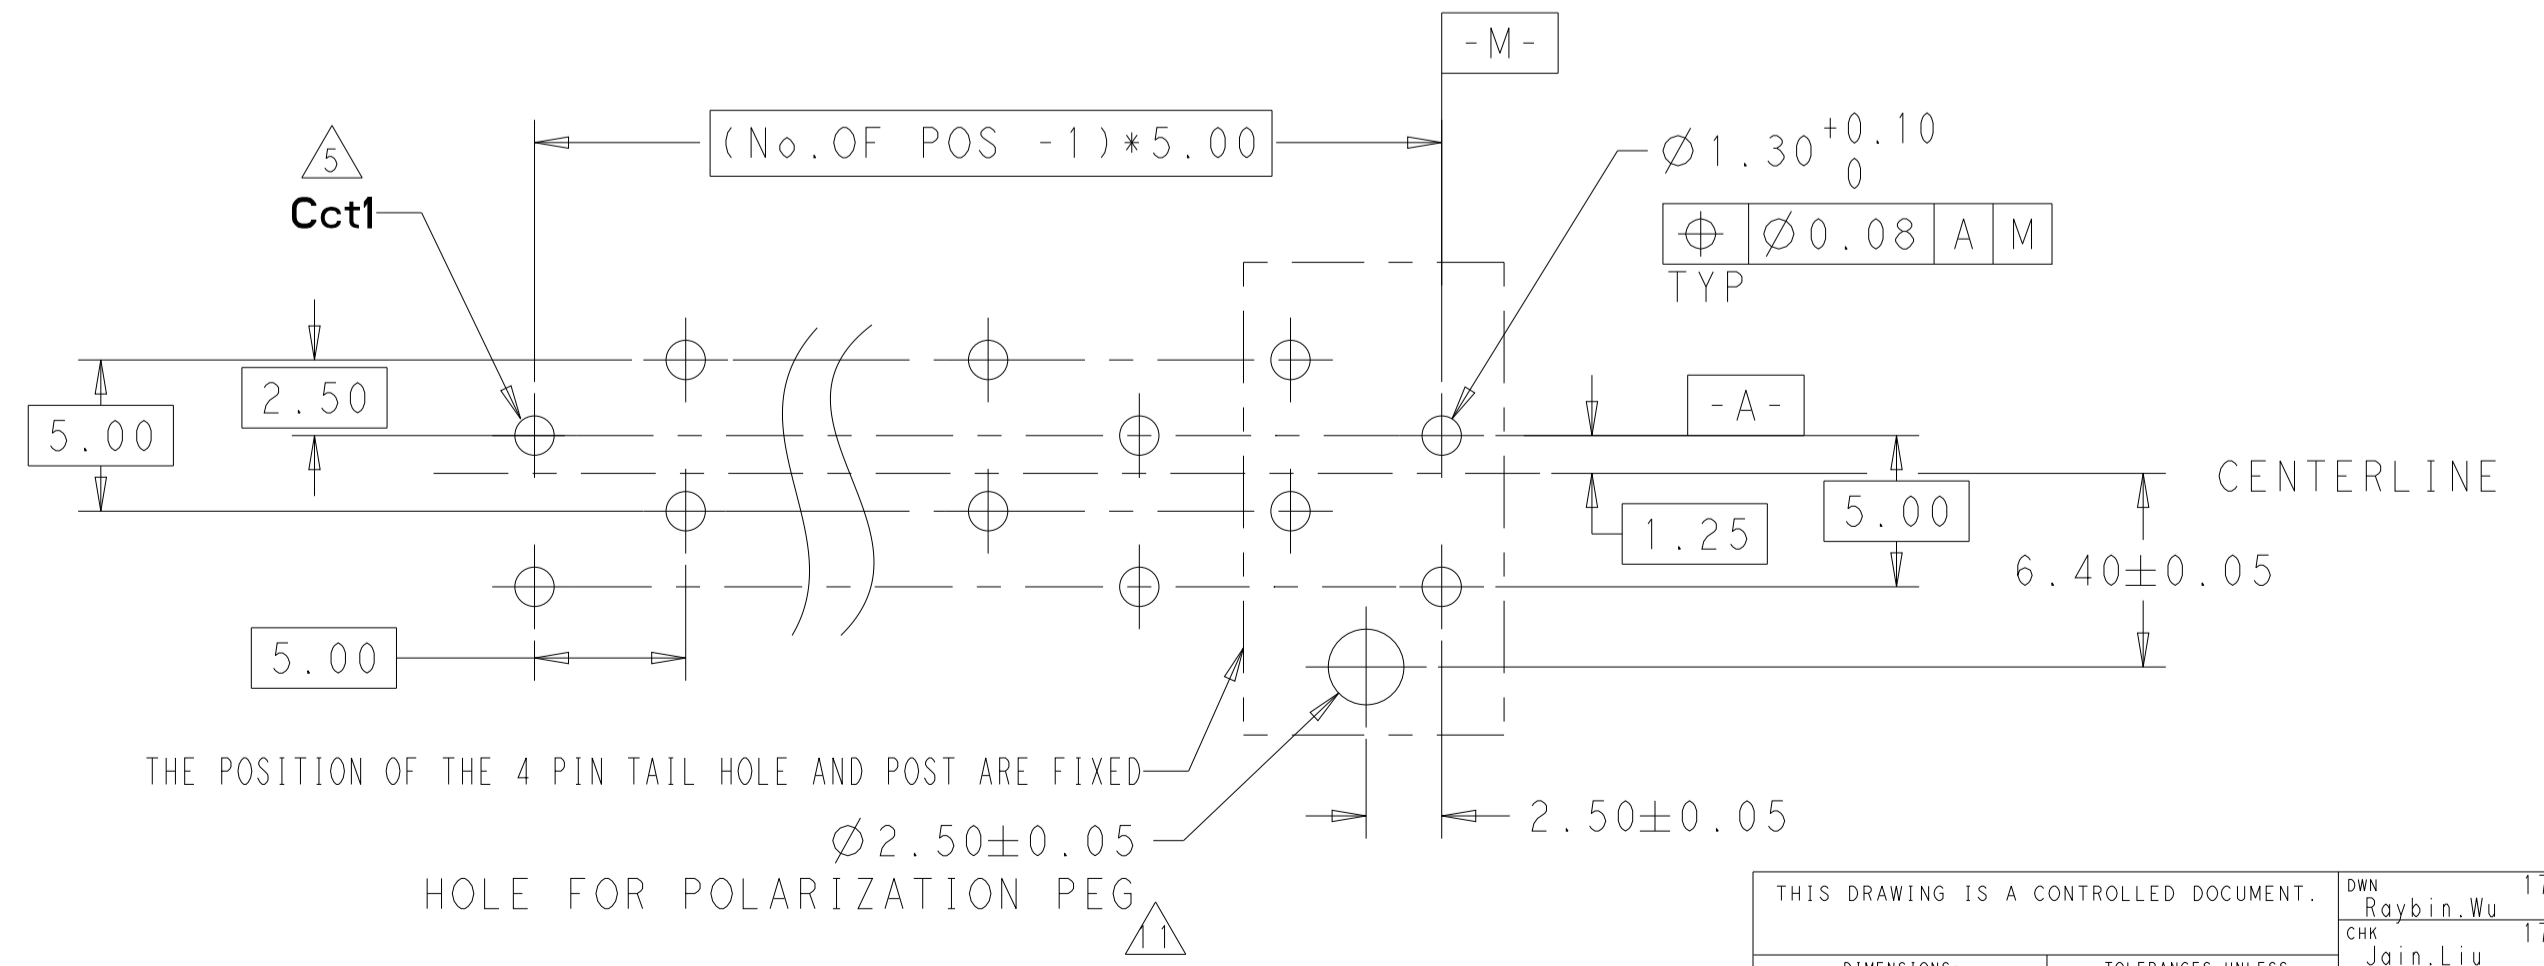 -M-
(No.OF POS -1)*5.00
5
Cct1
Ø1.30 +0.10
0
⌖ Ø0.08 A M
TYP
2.50
5.00
-A-
CENTERLINE
1.25
5.00
6.40±0.05
5.00
THE POSITION OF THE 4 PIN TAIL HOLE AND POST ARE FIXED
2.50±0.05
Ø2.50±0.05
HOLE FOR POLARIZATION PEG
11
THIS DRAWING IS A CONTROLLED DOCUMENT.
DWN
Raybin.Wu
CHK
Jain.Liu
DIMENSIONS:
TOLERANCES UNLESS